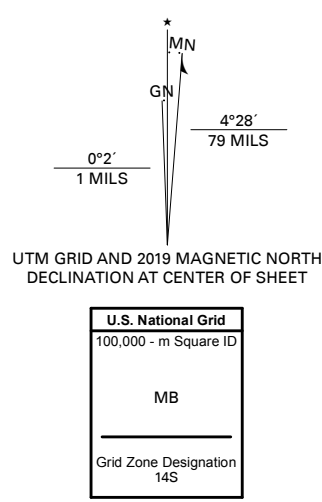 ★
MN
GN
4°28´
79 MILS
0°2´
1 MILS
UTM GRID AND 2019 MAGNETIC NORTH
DECLINATION AT CENTER OF SHEET
U.S. National Grid
100,000 - m Square ID
MB
Grid Zone Designation
14S